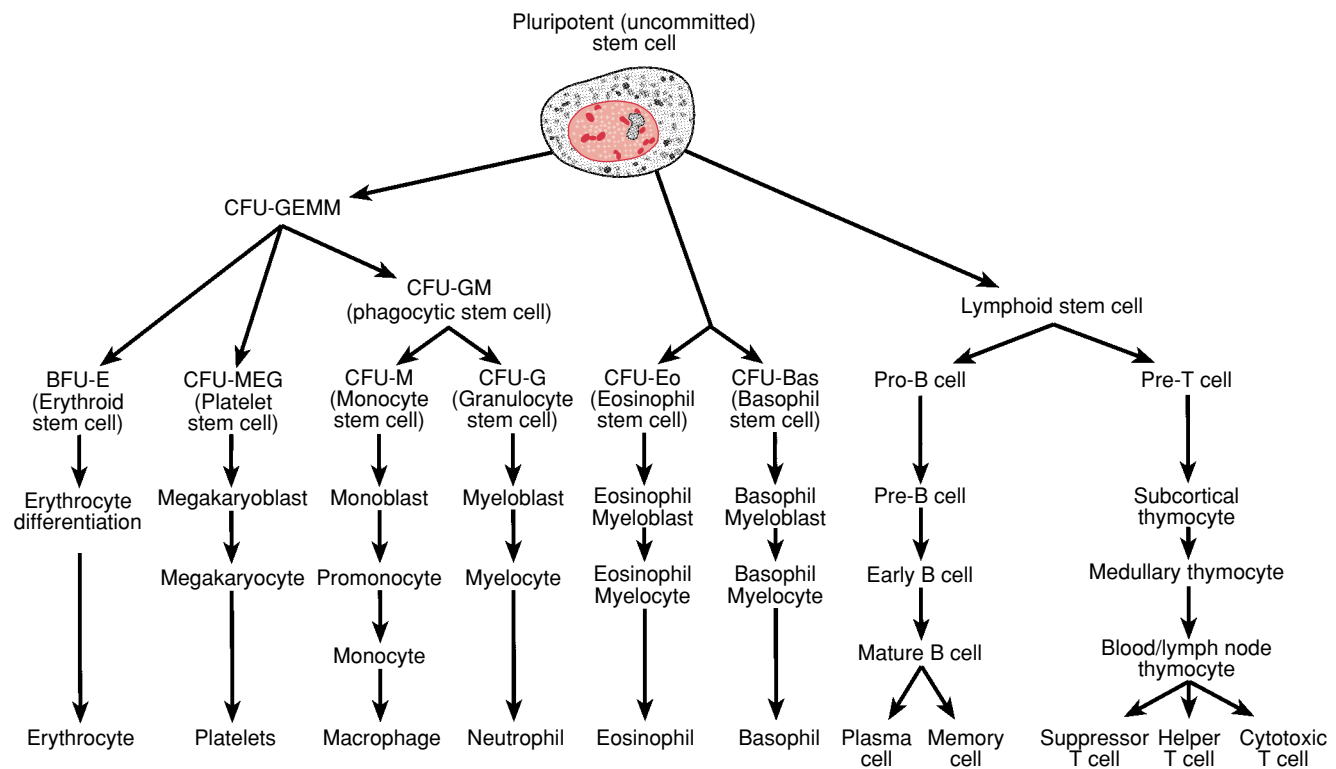 Pluripotent (uncommitted)
stem cell
CFU-GEMM
CFU-GM
(phagocytic stem cell)
Lymphoid stem cell
BFU-E
(Erythroid
stem cell)
CFU-MEG
(Platelet
stem cell)
CFU-M
(Monocyte
stem cell)
CFU-G
(Granulocyte
stem cell)
CFU-Eo
(Eosinophil
stem cell)
CFU-Bas
(Basophil
stem cell)
Pro-B cell
Pre-T cell
Erythrocyte
differentiation
Megakaryoblast
Monoblast
Myeloblast
Eosinophil
Myeloblast
Basophil
Myeloblast
Pre-B cell
Subcortical
thymocyte
Megakaryocyte
Promonocyte
Myelocyte
Eosinophil
Myelocyte
Basophil
Myelocyte
Early B cell
Medullary thymocyte
Monocyte
Mature B cell
Blood/lymph node
thymocyte
Erythrocyte
Platelets
Macrophage
Neutrophil
Eosinophil
Basophil
Plasma
cell
Memory
cell
Suppressor
T cell
Helper
T cell
Cytotoxic
T cell